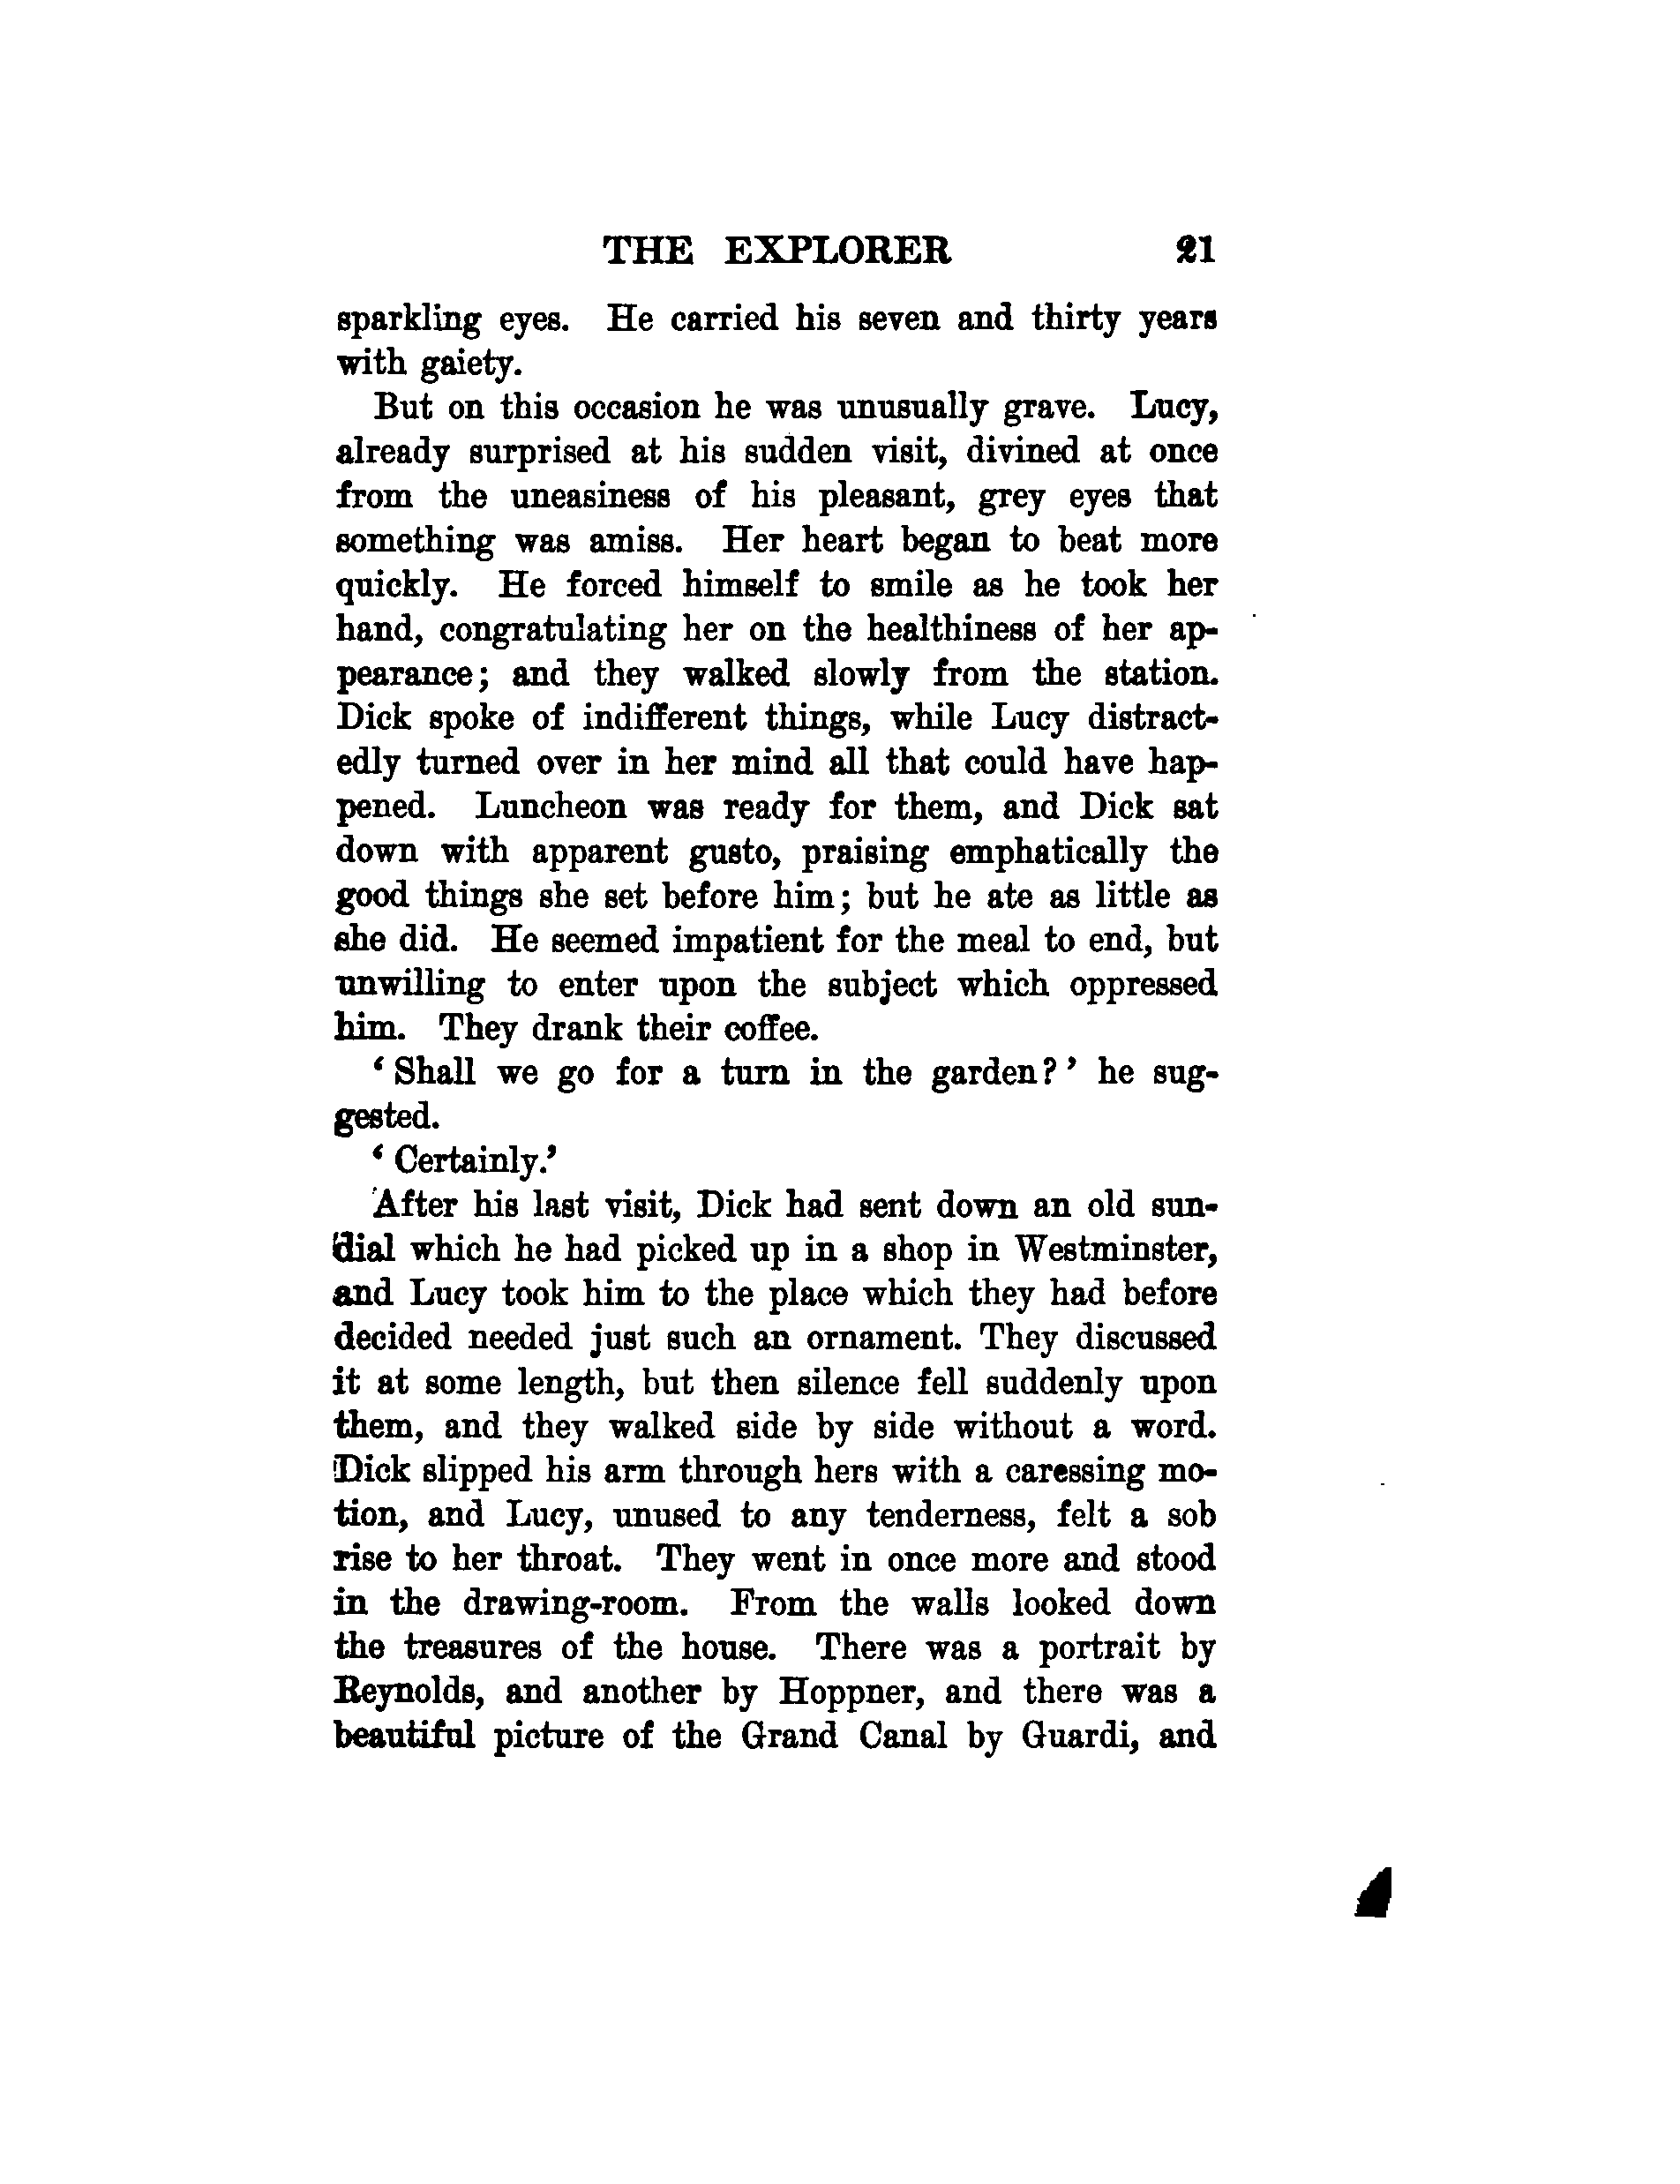 THE EXPLORER 21
sparkling eyes. He carried his seven and thirty years
with gaiety.
But on this occasion he was unusually grave. Lucy,
already surprised at his sudden visit, divined at once
from the uneasiness of his pleasant, grey eyes that
something was amiss. Her heart began to beat more
quickly. He forced himself to smile as he took her
hand, congratulating her on the healthiness of her ap-
pearance; and they walked slowly from the station.
Dick spoke of indifferent things, while Lucy distract-
edly turned over in her mind all that could have hap-
pened. Luncheon was ready for them, and Dick sat
down with apparent gusto, praising emphatically the
good things she set before him; but he ate as little as
she did. He seemed impatient for the meal to end, but
unwilling to enter upon the subject which oppressed
him. They drank their coffee.
‘Shall we go for a turn in the garden?’ he sug-
gested.
‘Certainly.’
After his last visit, Dick had sent down an old sun-
dial which he had picked up in a shop in Westminster,
and Lucy took him to the place which they had before
decided needed just such an ornament. They discussed
it at some length, but then silence fell suddenly upon
them, and they walked side by side without a word.
Dick slipped his arm through hers with a caressing mo-
tion, and Lucy, unused to any tenderness, felt a sob
rise to her throat. They went in once more and stood
in the drawing-room. From the walls looked down
the treasures of the house. There was a portrait by
Reynolds, and another by Hoppner, and there was a
beautiful picture of the Grand Canal by Guardi, and